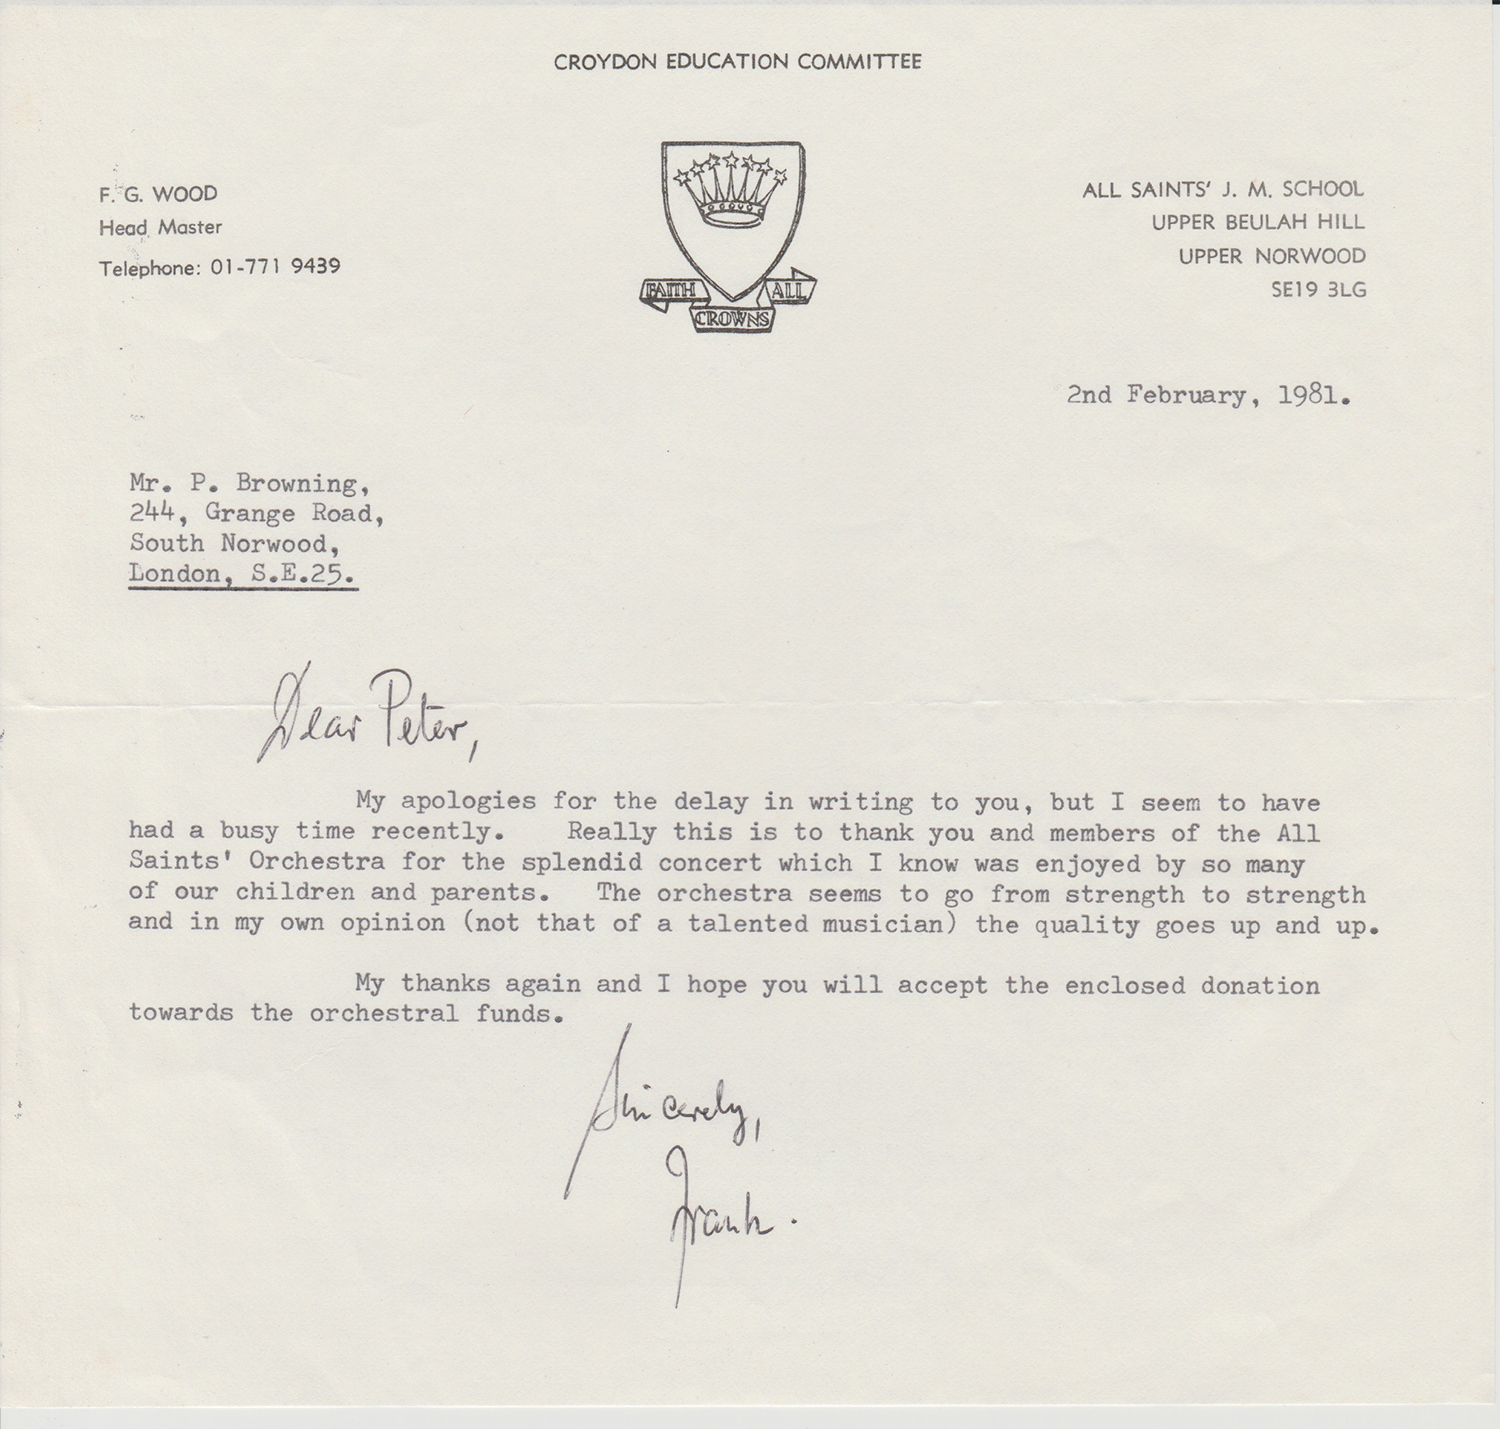 CROYDON EDUCATION COMMITTEE
F. G. WOOD
Head Master
Telephone: 01-771 9439
FAITH
CROWNS
ALL
ALL SAINTS' J. M. SCHOOL
UPPER BEULAH HILL
UPPER NORWOOD
SE19 3LG
2nd February, 1981.
Mr. P. Browning,
244, Grange Road,
South Norwood,
London, S.E.25.
Dear Peter,
My apologies for the delay in writing to you, but I seem to have
had a busy time recently. Really this is to thank you and members of the All
Saints' Orchestra for the splendid concert which I know was enjoyed by so many
of our children and parents. The orchestra seems to go from strength to strength
and in my own opinion (not that of a talented musician) the quality goes up and up.
My thanks again and I hope you will accept the enclosed donation
towards the orchestral funds.
Sincerely,
Frank.